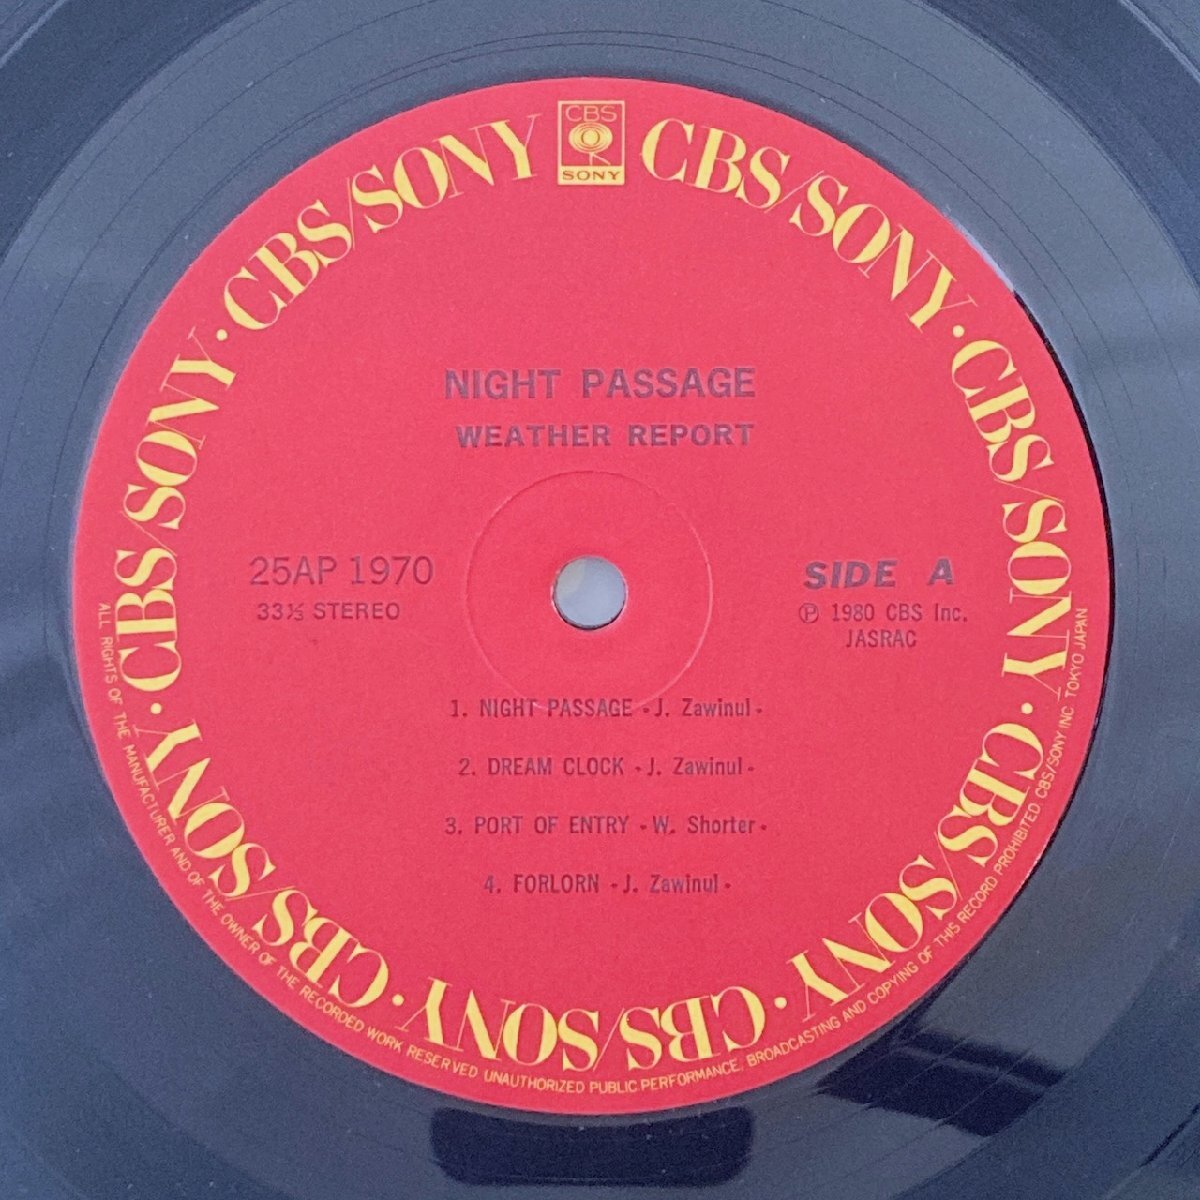 CBS
SONY
CBS/SONY · CBS/SONY · CBS/SONY · CBS/SONY · CBS/SONY · CBS/SONY · CBS/SONY · CBS/SONY
NIGHT PASSAGE
WEATHER REPORT
25AP 1970
33⅓ STEREO
SIDE A
Ⓟ 1980 CBS Inc.
JASRAC
1. NIGHT PASSAGE - J. Zawinul -
2. DREAM CLOCK - J. Zawinul -
3. PORT OF ENTRY - W. Shorter -
4. FORLORN - J. Zawinul -
ALL RIGHTS OF THE MANUFACTURER AND OF THE OWNER OF THE RECORDED WORK RESERVED UNAUTHORIZED PUBLIC PERFORMANCE, BROADCASTING AND COPYING OF THIS RECORD PROHIBITED CBS/SONY INC TOKYO JAPAN